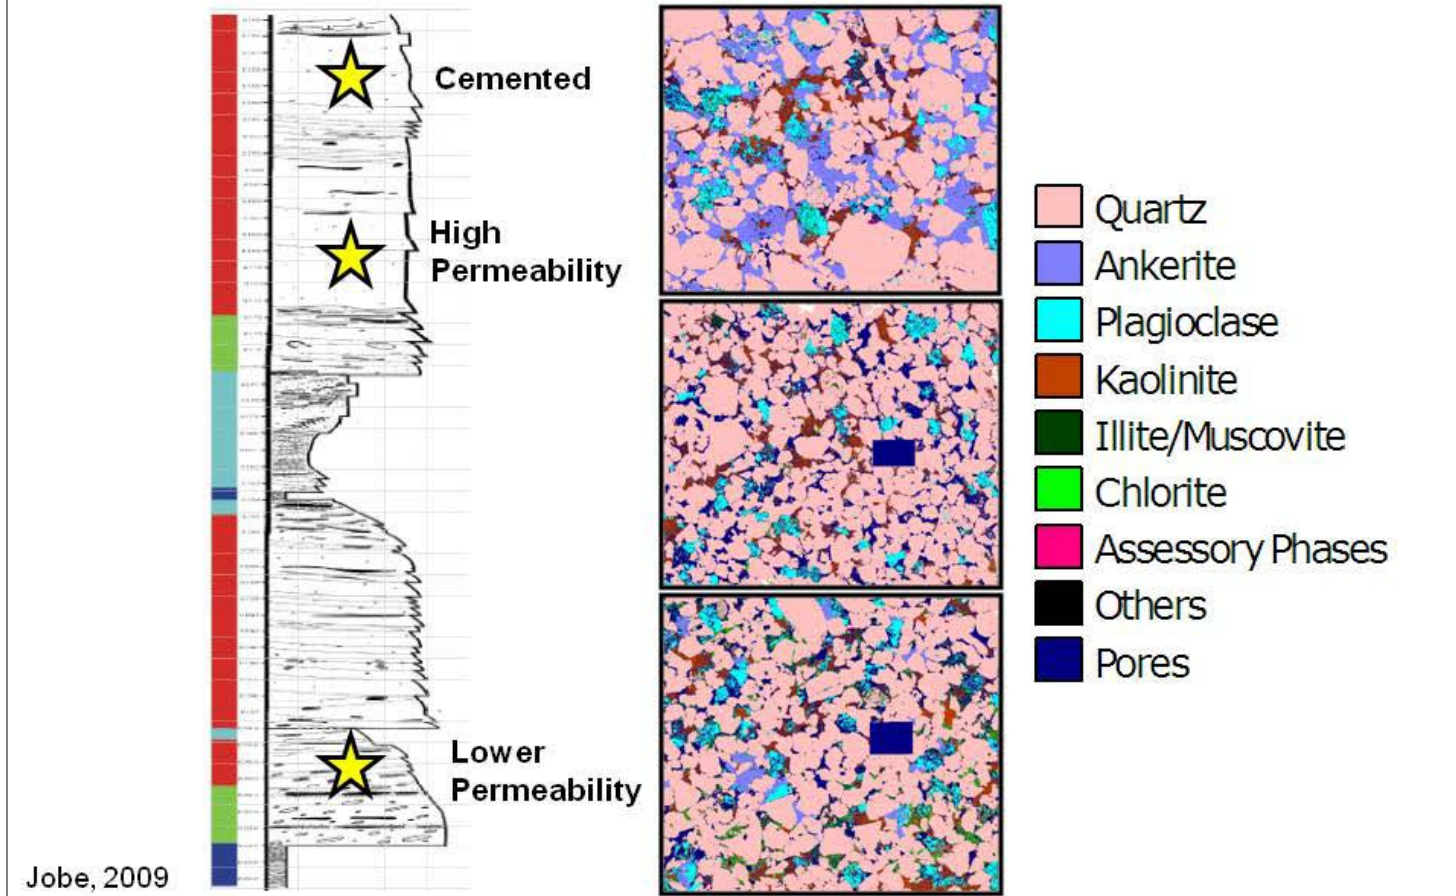 Cemented
High
Permeability
Lower
Permeability
Quartz
Ankerite
Plagioclase
Kaolinite
Illite/Muscovite
Chlorite
Assessory Phases
Others
Pores
Jobe, 2009